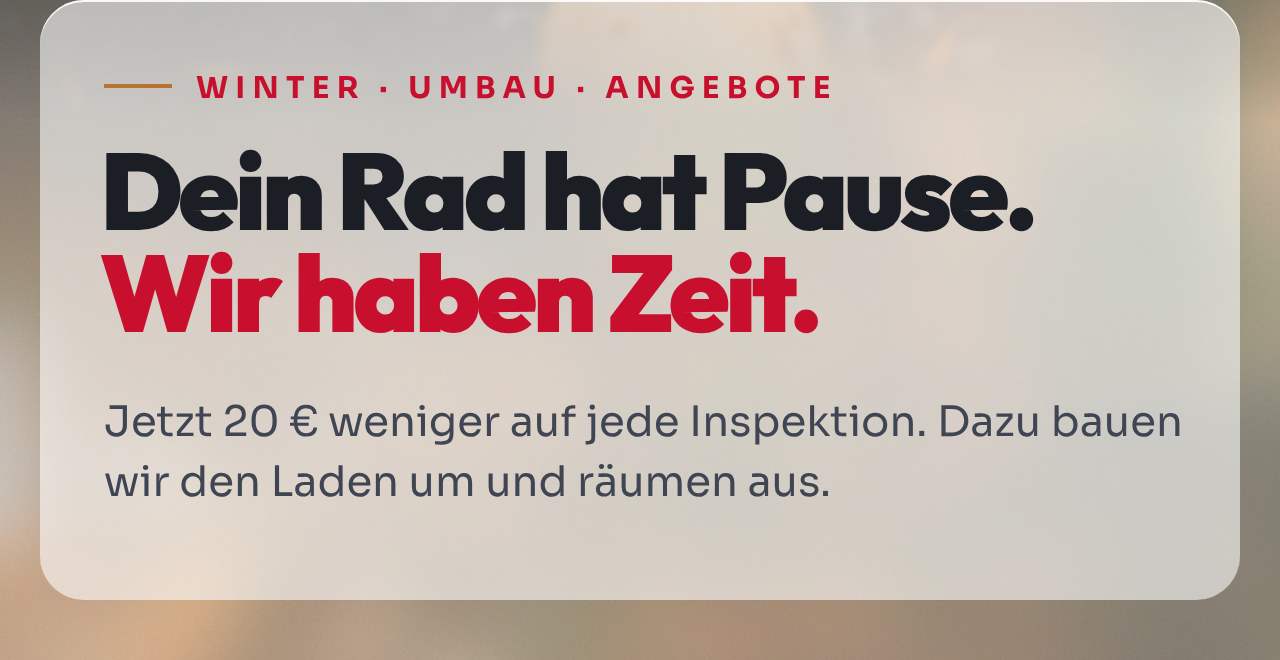 WINTER · UMBAU · ANGEBOTE
Dein Rad hat Pause.
Wir haben Zeit.
Jetzt 20 € weniger auf jede Inspektion. Dazu bauen
wir den Laden um und räumen aus.